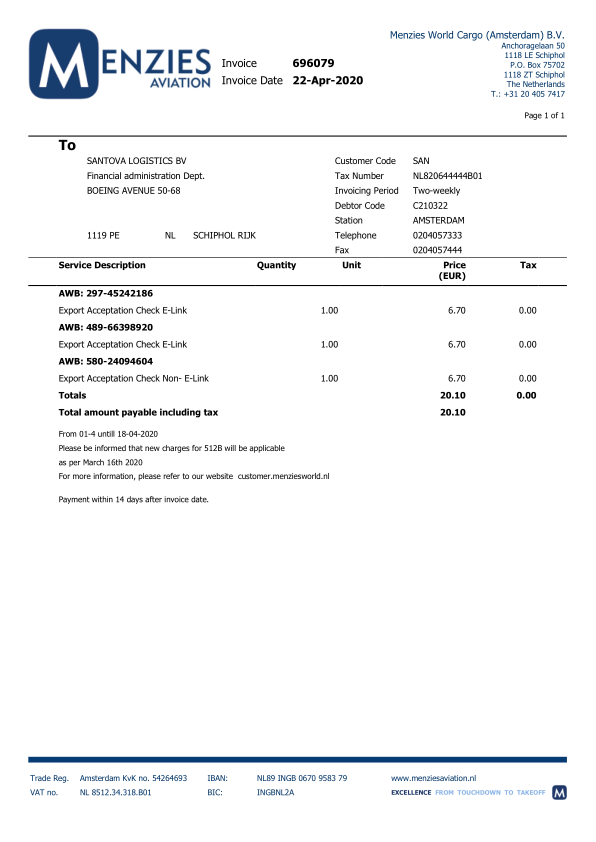 MENZIES
AVIATION
Invoice 696079
Invoice Date 22-Apr-2020
Menzies World Cargo (Amsterdam) B.V.
Anchoragelaan 50
1118 LE Schiphol
P.O. Box 75702
1118 ZT Schiphol
The Netherlands
T.: +31 20 405 7417
Page 1 of 1
To
SANTOVA LOGISTICS BV Customer Code SAN
Financial administration Dept. Tax Number NL820644444B01
BOEING AVENUE 50-68 Invoicing Period Two-weekly
Debtor Code C210322
Station AMSTERDAM
1119 PE NL SCHIPHOL RIJK Telephone 0204057333
Fax 0204057444
Service Description Quantity Unit Price Tax
(EUR)
AWB: 297-45242186
Export Acceptation Check E-Link 1.00 6.70 0.00
AWB: 489-66398920
Export Acceptation Check E-Link 1.00 6.70 0.00
AWB: 580-24094604
Export Acceptation Check Non- E-Link 1.00 6.70 0.00
Totals 20.10 0.00
Total amount payable including tax 20.10
From 01-4 untill 18-04-2020
Please be informed that new charges for 512B will be applicable
as per March 16th 2020
For more information, please refer to our website customer.menziesworld.nl
Payment within 14 days after invoice date.
Trade Reg. Amsterdam KvK no. 54264693 IBAN: NL89 INGB 0670 9583 79 www.menziesaviation.nl
VAT no. NL 8512.34.318.B01 BIC: INGBNL2A EXCELLENCE FROM TOUCHDOWN TO TAKEOFF M